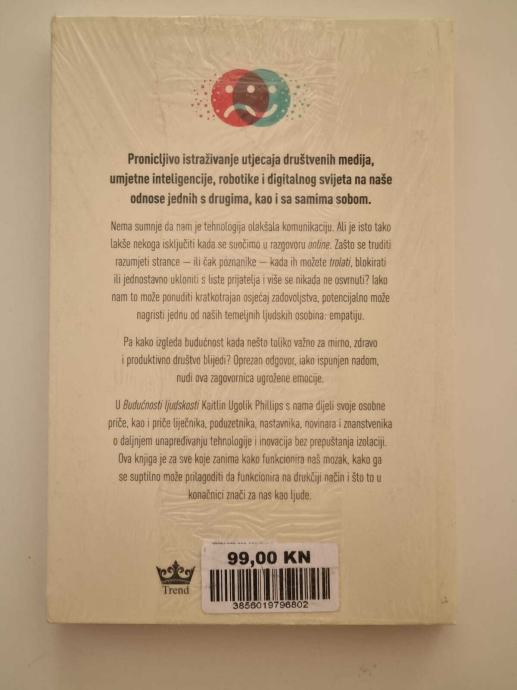 Pronicljivo istraživanje utjecaja društvenih medija,
umjetne inteligencije, robotike i digitalnog svijeta na naše
odnose jednih s drugima, kao i sa samima sobom.
Nema sumnje da nam je tehnologija olakšala komunikaciju. Ali je isto tako
lakše nekoga isključiti kada se suočimo u razgovoru online. Zašto se truditi
razumjeti strance — ili čak poznanike — kada ih možete trolati, blokirati
ili jednostavno ukloniti s liste prijatelja i više se nikada ne osvrnuti? Iako
nam to može ponuditi kratkotrajan osjećaj zadovoljstva, potencijalno može
nagristi jednu od naših temeljnih ljudskih osobina: empatiju.
Pa kako izgleda budućnost kada nešto toliko važno za mirno, zdravo
i produktivno društvo blijedi? Oprezan odgovor, iako ispunjen nadom,
nudi ova zagovornica ugrožene emocije.
U Budućnosti ljudskosti Kaitlin Ugolik Phillips s nama dijeli svoje osobne
priče, kao i priče liječnika, poduzetnika, nastavnika, novinara i znanstvenika
o daljnjem unapređivanju tehnologije i inovacija bez prepuštanja izolaciji.
Ova knjiga je za sve koje zanima kako funkcionira naš mozak, kako ga
se suptilno može prilagoditi da funkcionira na drukčiji način i što to u
konačnici znači za nas kao ljude.
Trend
99,00 KN
3856019796802